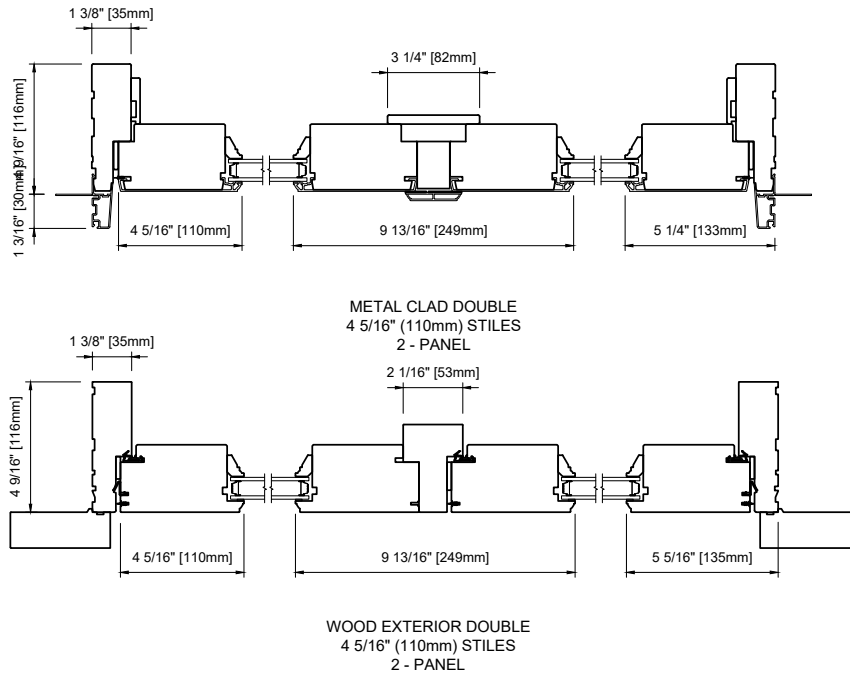 1 3/8" [35mm]
3 1/4" [82mm]
4 9/16" [116mm]
1 3/16" [30mm]
4 5/16" [110mm]
9 13/16" [249mm]
5 1/4" [133mm]
METAL CLAD DOUBLE
4 5/16" (110mm) STILES
2 - PANEL
1 3/8" [35mm]
2 1/16" [53mm]
4 9/16" [116mm]
4 5/16" [110mm]
9 13/16" [249mm]
5 5/16" [135mm]
WOOD EXTERIOR DOUBLE
4 5/16" (110mm) STILES
2 - PANEL